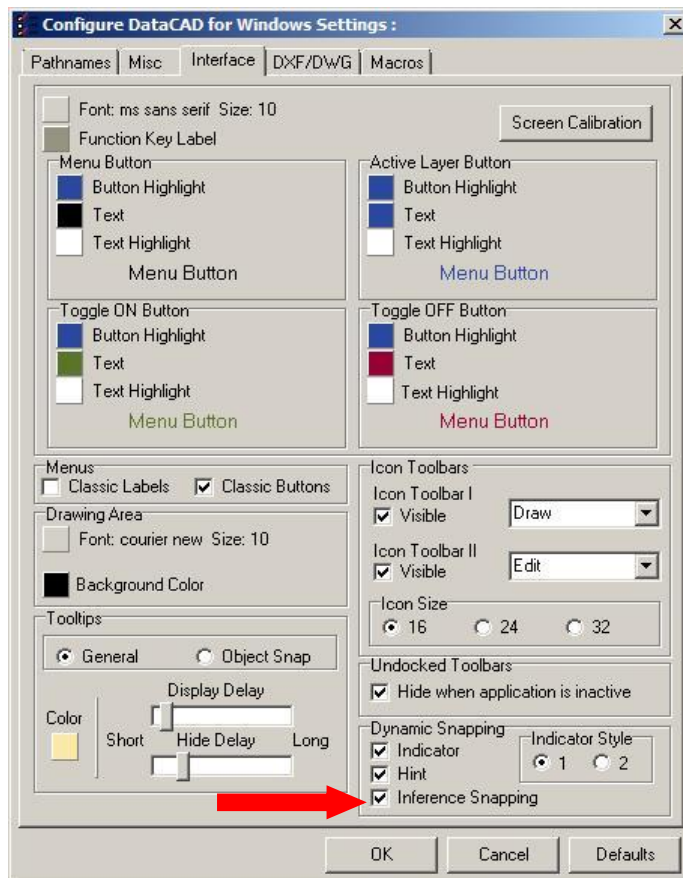 Configure DataCAD for Windows Settings :
Pathnames Misc Interface DXF/DWG Macros
Font: ms sans serif Size: 10
Screen Calibration
Function Key Label
Menu Button
Button Highlight
Text
Text Highlight
Menu Button
Active Layer Button
Button Highlight
Text
Text Highlight
Menu Button
Toggle ON Button
Button Highlight
Text
Text Highlight
Menu Button
Toggle OFF Button
Button Highlight
Text
Text Highlight
Menu Button
Menus
Classic Labels Classic Buttons
Drawing Area
Font: courier new Size: 10
Background Color
Tooltips
General Object Snap
Display Delay
Color
Short Hide Delay Long
Icon Toolbars
Icon Toolbar I
Visible Draw
Icon Toolbar II
Visible Edit
Icon Size
16 24 32
Undocked Toolbars
Hide when application is inactive
Dynamic Snapping
Indicator
Hint
Inference Snapping
Indicator Style
1 2
OK Cancel Defaults